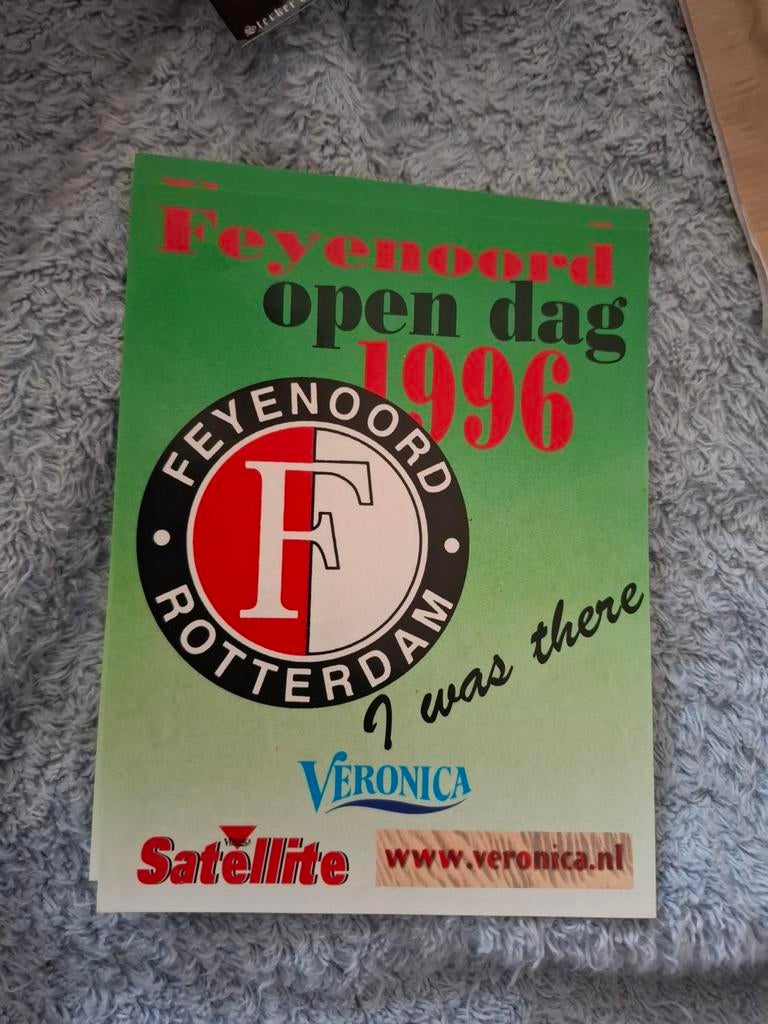 Feyenoord
open dag
1996
FEYENOORD
F
ROTTERDAM
I was there
VERONICA
Satellite
www.veronica.nl